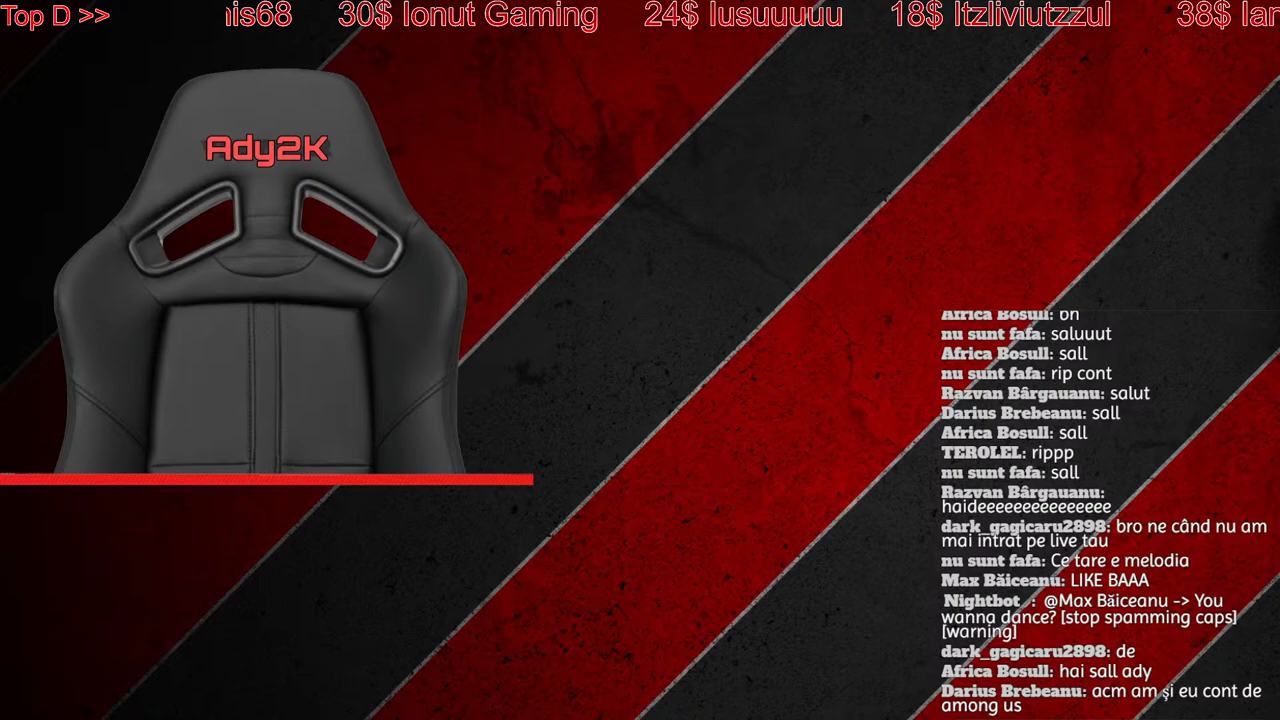 Top D >> is68 30$ Ionut Gaming 24$ Iusuuuuu 18$ Itzliviutzzul 38$ Ian
Ady2K
Africa Bosull: on
nu sunt fafa: saluuut
Africa Bosull: sall
nu sunt fafa: rip cont
Razvan Bârgauanu: salut
Darius Brebeanu: sall
Africa Bosull: sall
TEROLEL: rippp
nu sunt fafa: sall
Razvan Bârgauanu:
haideeeeeeeeeeeeeee
dark_gagicaru2898: bro ne când nu am
mai intrat pe live tau
nu sunt fafa: Ce tare e melodia
Max Băiceanu: LIKE BAAA
Nightbot : @Max Băiceanu -> You
wanna dance? [stop spamming caps]
[warning]
dark_gagicaru2898: de
Africa Bosull: hai sall ady
Darius Brebeanu: acm am și eu cont de
among us